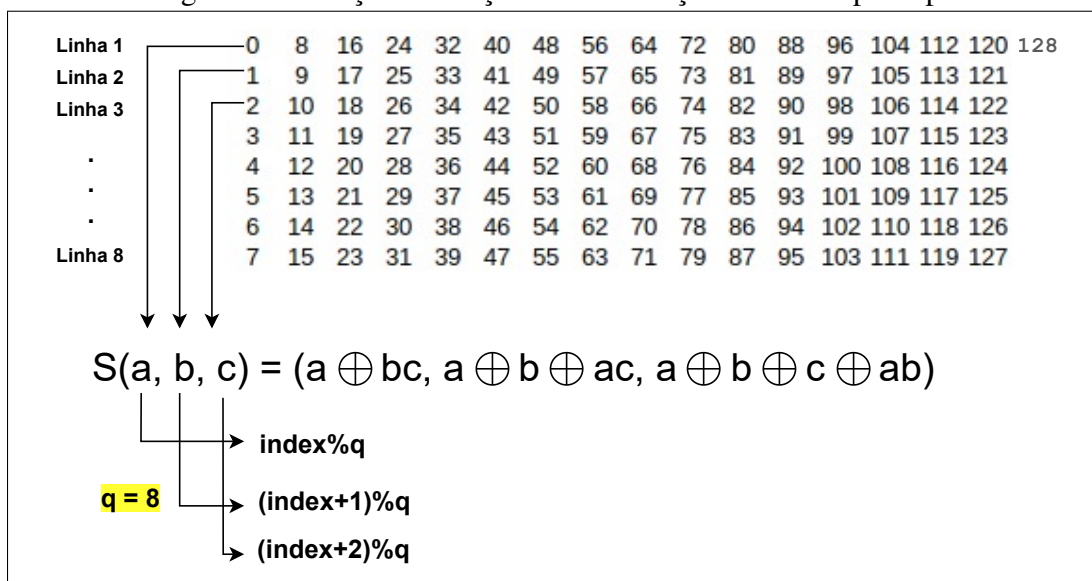 Linha 1 0 8 16 24 32 40 48 56 64 72 80 88 96 104 112 120 128
Linha 2 1 9 17 25 33 41 49 57 65 73 81 89 97 105 113 121
Linha 3 2 10 18 26 34 42 50 58 66 74 82 90 98 106 114 122
3 11 19 27 35 43 51 59 67 75 83 91 99 107 115 123
. 4 12 20 28 36 44 52 60 68 76 84 92 100 108 116 124
. 5 13 21 29 37 45 53 61 69 77 85 93 101 109 117 125
. 6 14 22 30 38 46 54 62 70 78 86 94 102 110 118 126
Linha 8 7 15 23 31 39 47 55 63 71 79 87 95 103 111 119 127
S(a, b, c) = (a ⊕ bc, a ⊕ b ⊕ ac, a ⊕ b ⊕ c ⊕ ab)
index%q
q = 8 (index+1)%q
(index+2)%q